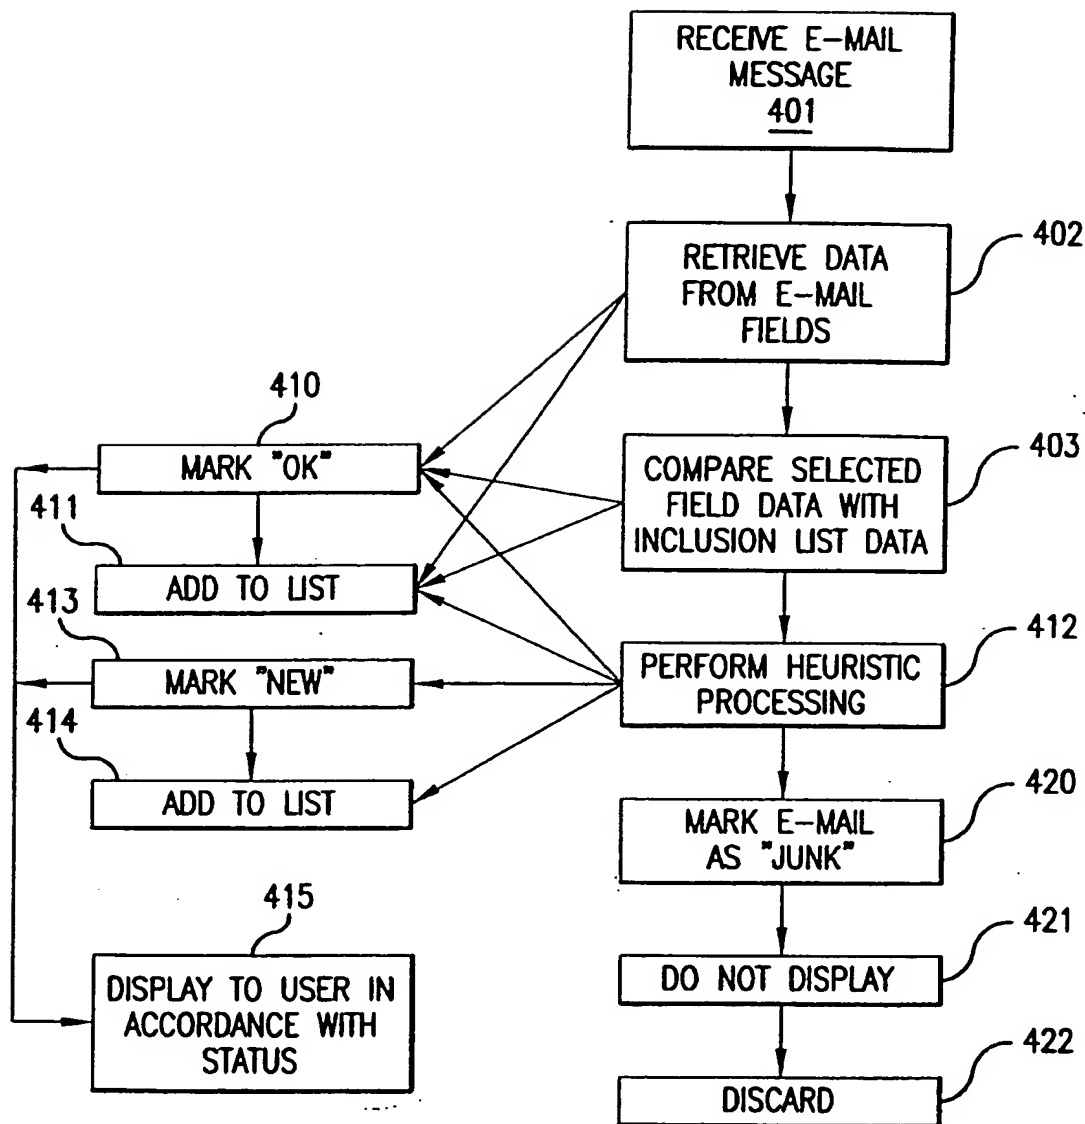 RECEIVE E-MAIL
MESSAGE
401
RETRIEVE DATA
FROM E-MAIL
FIELDS
402
410
MARK "OK"
COMPARE SELECTED
FIELD DATA WITH
INCLUSION LIST DATA
403
411
ADD TO LIST
413
MARK "NEW"
PERFORM HEURISTIC
PROCESSING
412
414
ADD TO LIST
MARK E-MAIL
AS "JUNK"
420
415
DISPLAY TO USER IN
ACCORDANCE WITH
STATUS
DO NOT DISPLAY
421
DISCARD
422